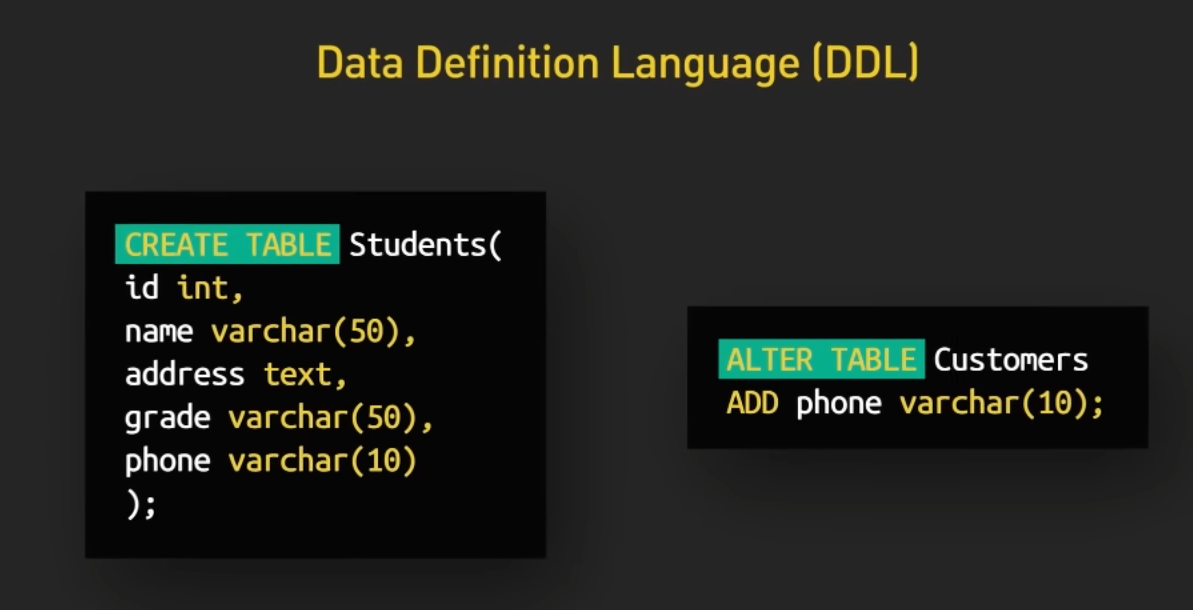 Data Definition Language (DDL)
CREATE TABLE Students(
id int,
name varchar(50),
address text,
grade varchar(50),
phone varchar(10)
);
ALTER TABLE Customers
ADD phone varchar(10);